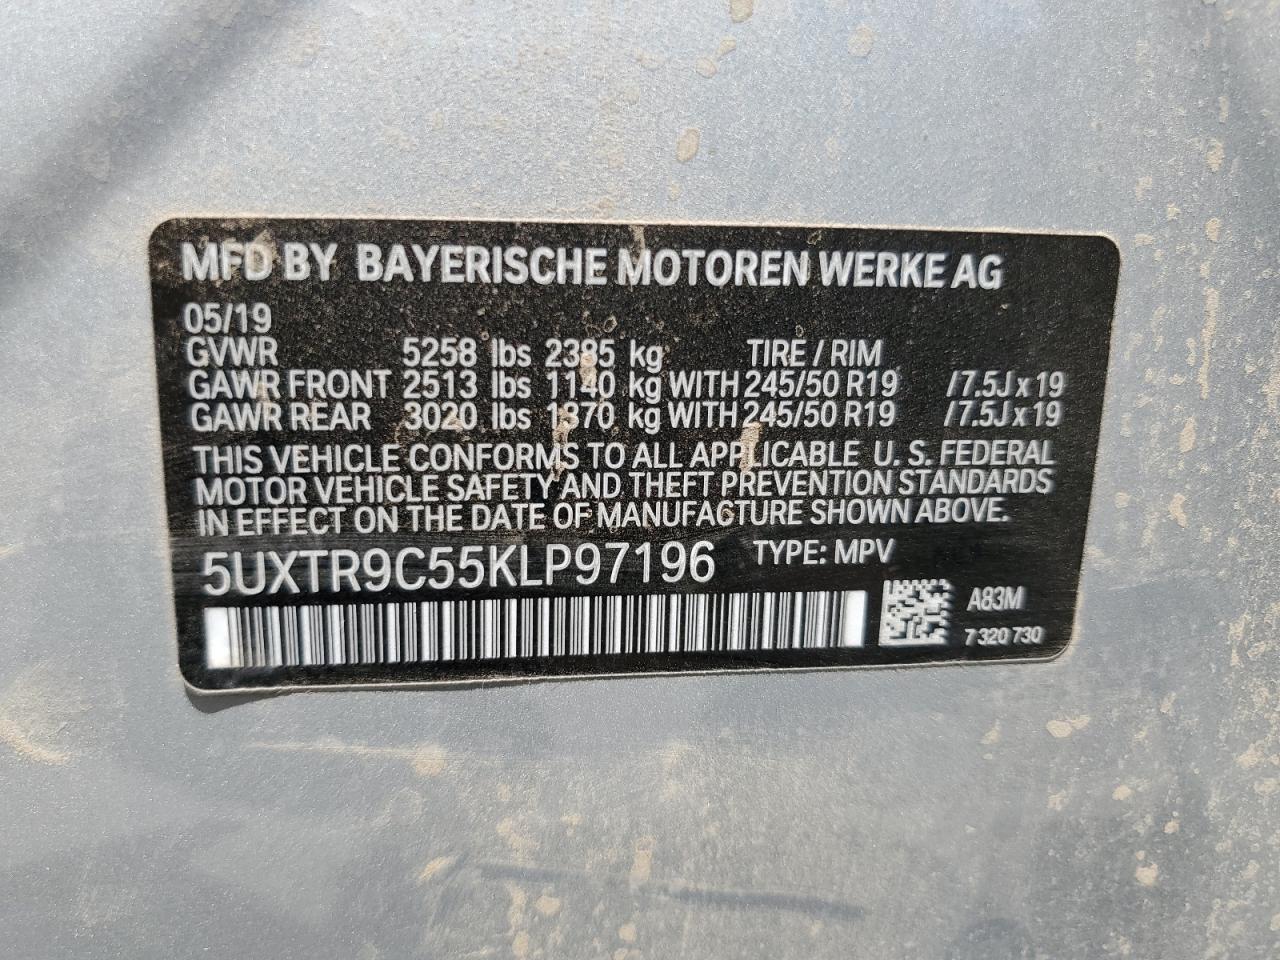 MFD BY BAYERISCHE MOTOREN WERKE AG
05/19
GVWR 5258 lbs 2385 kg TIRE / RIM
GAWR FRONT 2513 lbs 1140 kg WITH 245/50 R19 /7.5J x 19
GAWR REAR 3020 lbs 1370 kg WITH 245/50 R19 /7.5J x 19
THIS VEHICLE CONFORMS TO ALL APPLICABLE U. S. FEDERAL
MOTOR VEHICLE SAFETY AND THEFT PREVENTION STANDARDS
IN EFFECT ON THE DATE OF MANUFACTURE SHOWN ABOVE.
5UXTR9C55KLP97196 TYPE: MPV
A83M
7 320 730